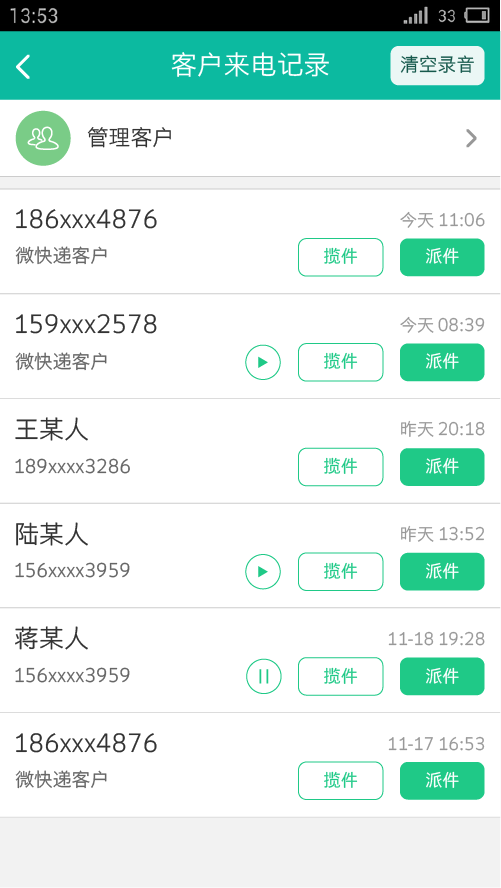 13:53 33
客户来电记录 清空录音
管理客户
186xxx4876 今天 11:06
微快递客户 揽件 派件
159xxx2578 今天 08:39
微快递客户 揽件 派件
王某人 昨天 20:18
189xxxx3286 揽件 派件
陆某人 昨天 13:52
156xxxx3959 揽件 派件
蒋某人 11-18 19:28
156xxxx3959 揽件 派件
186xxx4876 11-17 16:53
微快递客户 揽件 派件